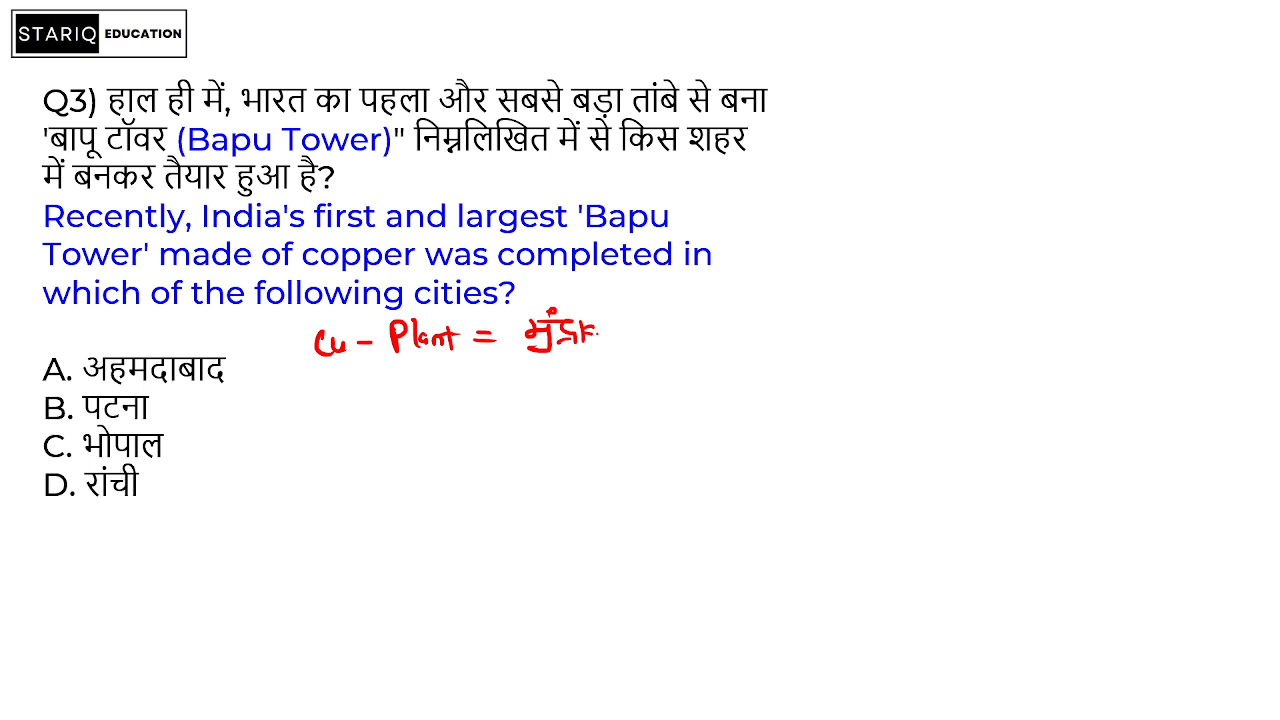 STARIQ EDUCATION
Q3) हाल ही में, भारत का पहला और सबसे बड़ा तांबे से बना
'बापू टॉवर (Bapu Tower)" निम्नलिखित में से किस शहर
में बनकर तैयार हुआ है?
Recently, India's first and largest 'Bapu
Tower' made of copper was completed in
which of the following cities?
Cu - Plant =
A. अहमदाबाद
B. पटना
C. भोपाल
D. रांची